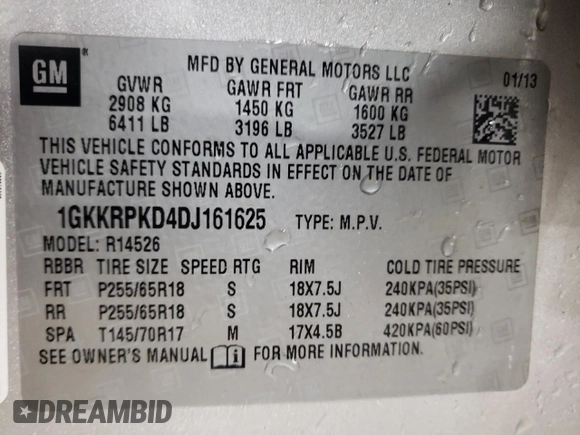 GM
®
MFD BY GENERAL MOTORS LLC
01/13
GVWR GAWR FRT GAWR RR
2908 KG 1450 KG 1600 KG
6411 LB 3196 LB 3527 LB
THIS VEHICLE CONFORMS TO ALL APPLICABLE U.S. FEDERAL MOTOR
VEHICLE SAFETY STANDARDS IN EFFECT ON THE DATE OF
MANUFACTURE SHOWN ABOVE.
1GKKRPKD4DJ161625 TYPE: M.P.V.
MODEL: R14526
RBBR TIRE SIZE SPEED RTG RIM COLD TIRE PRESSURE
FRT P255/65R18 S 18X7.5J 240KPA(35PSI)
RR P255/65R18 S 18X7.5J 240KPA(35PSI)
SPA T145/70R17 M 17X4.5B 420KPA(60PSI)
SEE OWNER'S MANUAL i FOR MORE INFORMATION.
DREAMBID